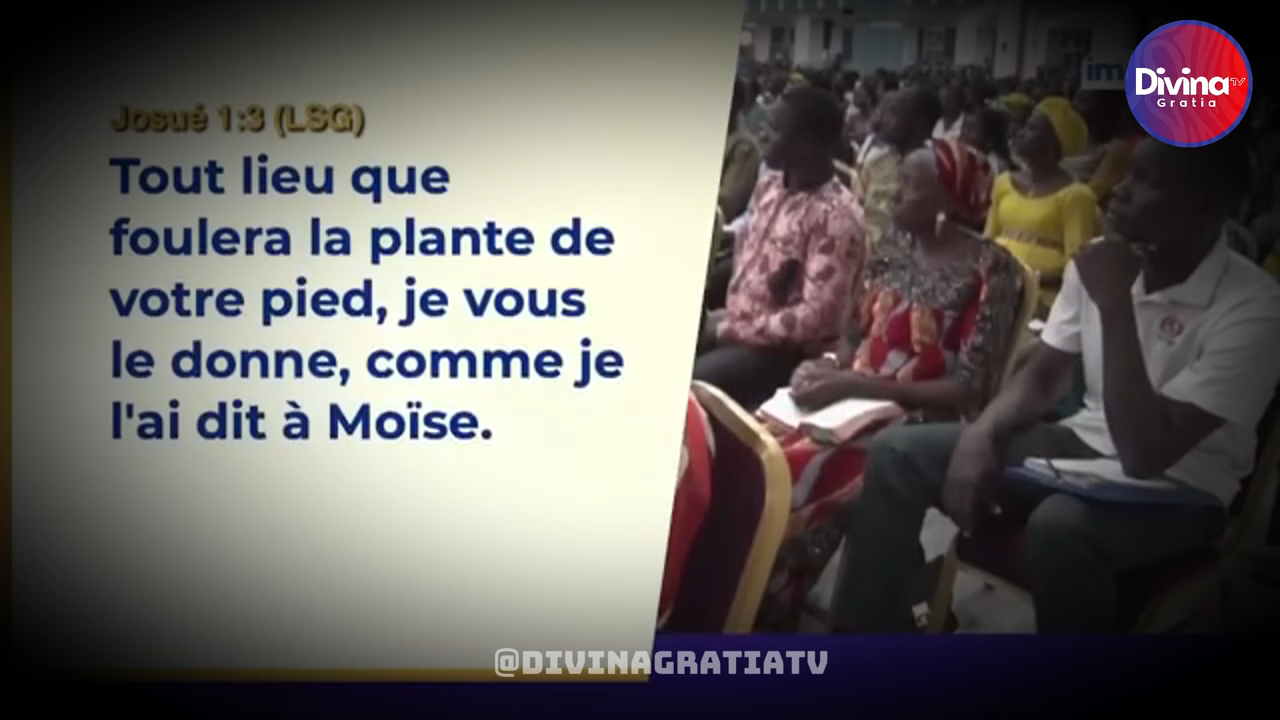 Josué 1:3 (LSG)
Tout lieu que
foulera la plante de
votre pied, je vous
le donne, comme je
l'ai dit à Moïse.
Divina TV
Gratia
@DIVINAGRATIATV